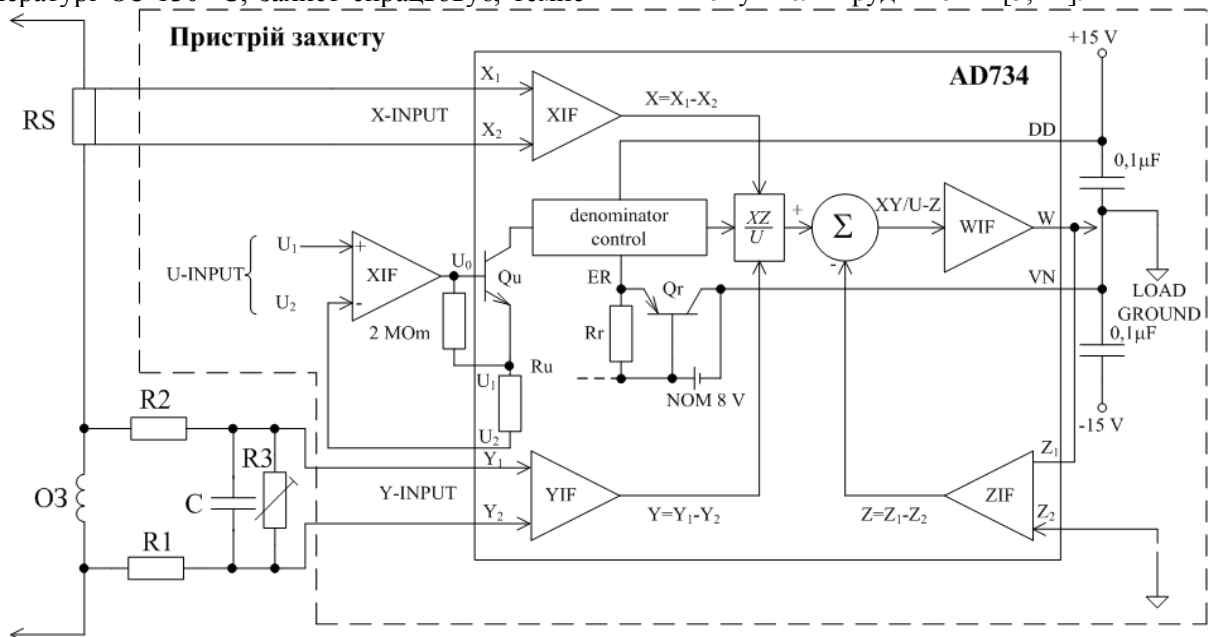 Пристрій захисту
+15 V
AD734
RS
X-INPUT
X₁
X₂
XIF
X=X₁-X₂
DD
0,1μF
U-INPUT
U₁
U₂
+
-
XIF
U₀
Qu
2 MOm
Ru
U₁
U₂
denominator
control
ER
Qr
Rr
NOM 8 V
XZ
U
+
-
Σ
XY/U-Z
WIF
W
VN
LOAD
GROUND
0,1μF
-15 V
R2
R3
ОЗ
C
R1
Y-INPUT
Y₁
Y₂
YIF
Y=Y₁-Y₂
Z=Z₁-Z₂
ZIF
Z₁
Z₂